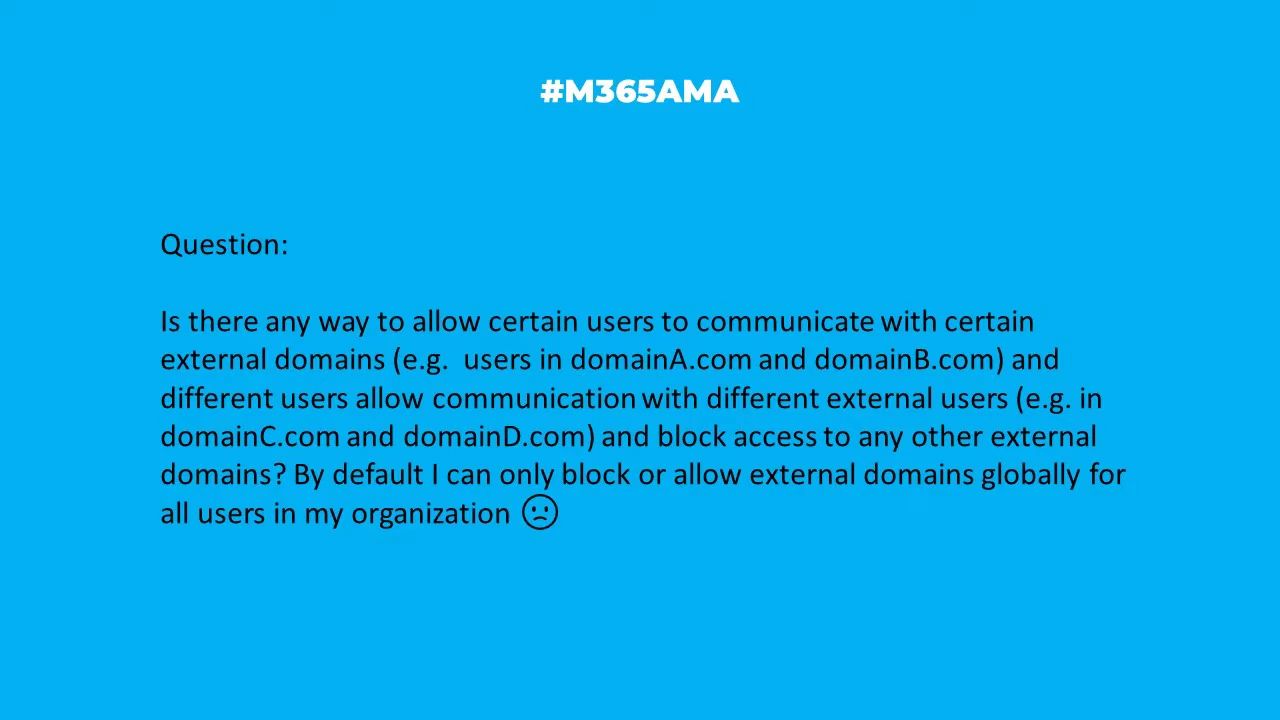 #M365AMA
Question:
Is there any way to allow certain users to communicate with certain
external domains (e.g.  users in domainA.com and domainB.com) and
different users allow communication with different external users (e.g. in
domainC.com and domainD.com) and block access to any other external
domains? By default I can only block or allow external domains globally for
all users in my organization ☹